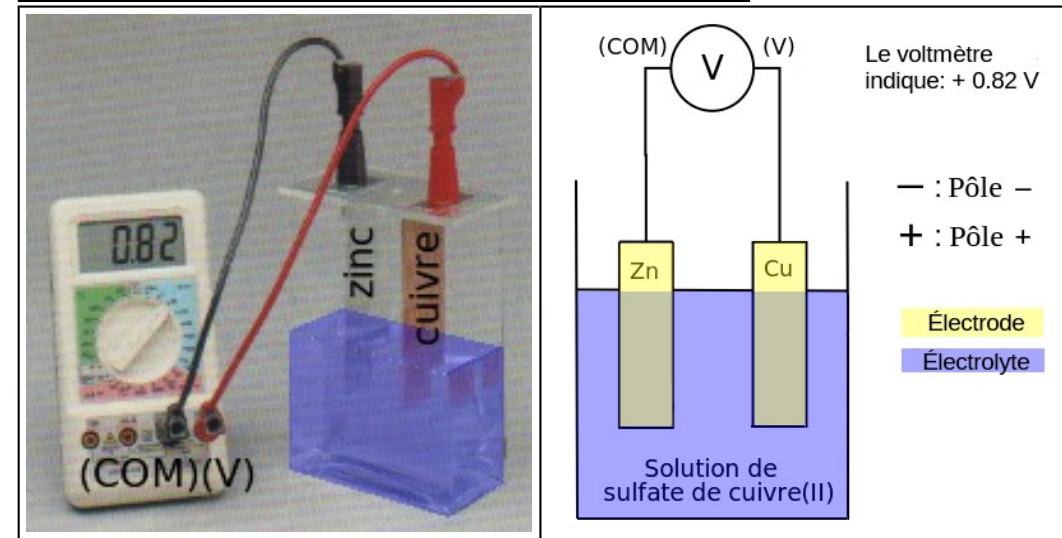 0.82
zinc
cuivre
(COM)(V)
(COM)
(V)
V
Le voltmètre
indique: + 0.82 V
− : Pôle −
+ : Pôle +
Zn
Cu
Électrode
Électrolyte
Solution de
sulfate de cuivre(II)